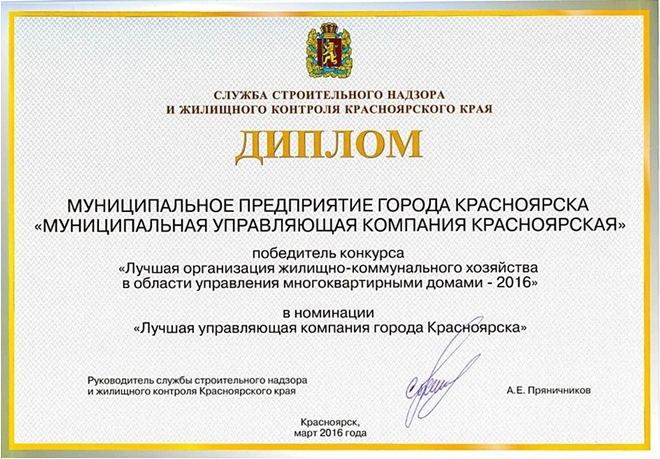 СЛУЖБА СТРОИТЕЛЬНОГО НАДЗОРА
И ЖИЛИЩНОГО КОНТРОЛЯ КРАСНОЯРСКОГО КРАЯ
ДИПЛОМ
МУНИЦИПАЛЬНОЕ ПРЕДПРИЯТИЕ ГОРОДА КРАСНОЯРСКА
«МУНИЦИПАЛЬНАЯ УПРАВЛЯЮЩАЯ КОМПАНИЯ КРАСНОЯРСКАЯ»
победитель конкурса
«Лучшая организация жилищно-коммунального хозяйства
в области управления многоквартирными домами - 2016»
в номинации
«Лучшая управляющая компания города Красноярска»
Руководитель службы строительного надзора
и жилищного контроля Красноярского края
А.Е. Пряничников
Красноярск,
март 2016 года